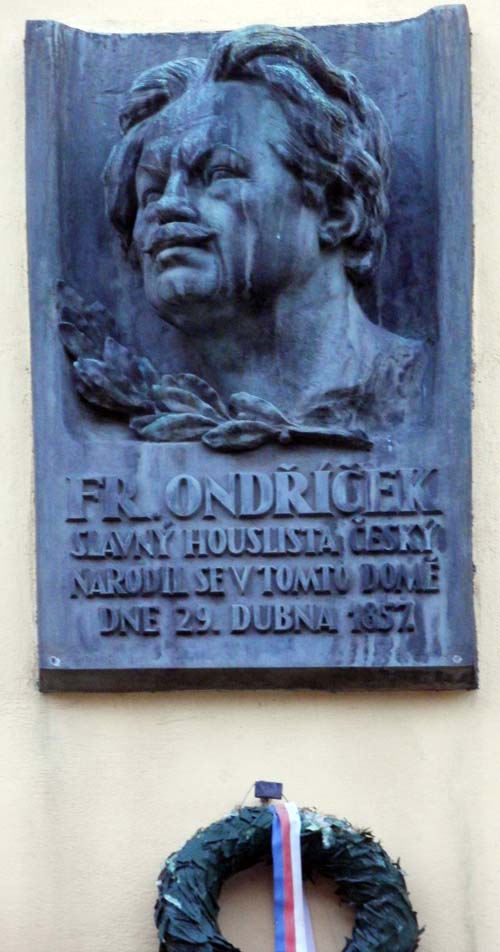 FR. ONDŘÍČEK
SLAVNÝ HOUSLISTA ČESKÝ
NARODIL SE V TOMTO DOMĚ
DNE 29. DUBNA 1857.